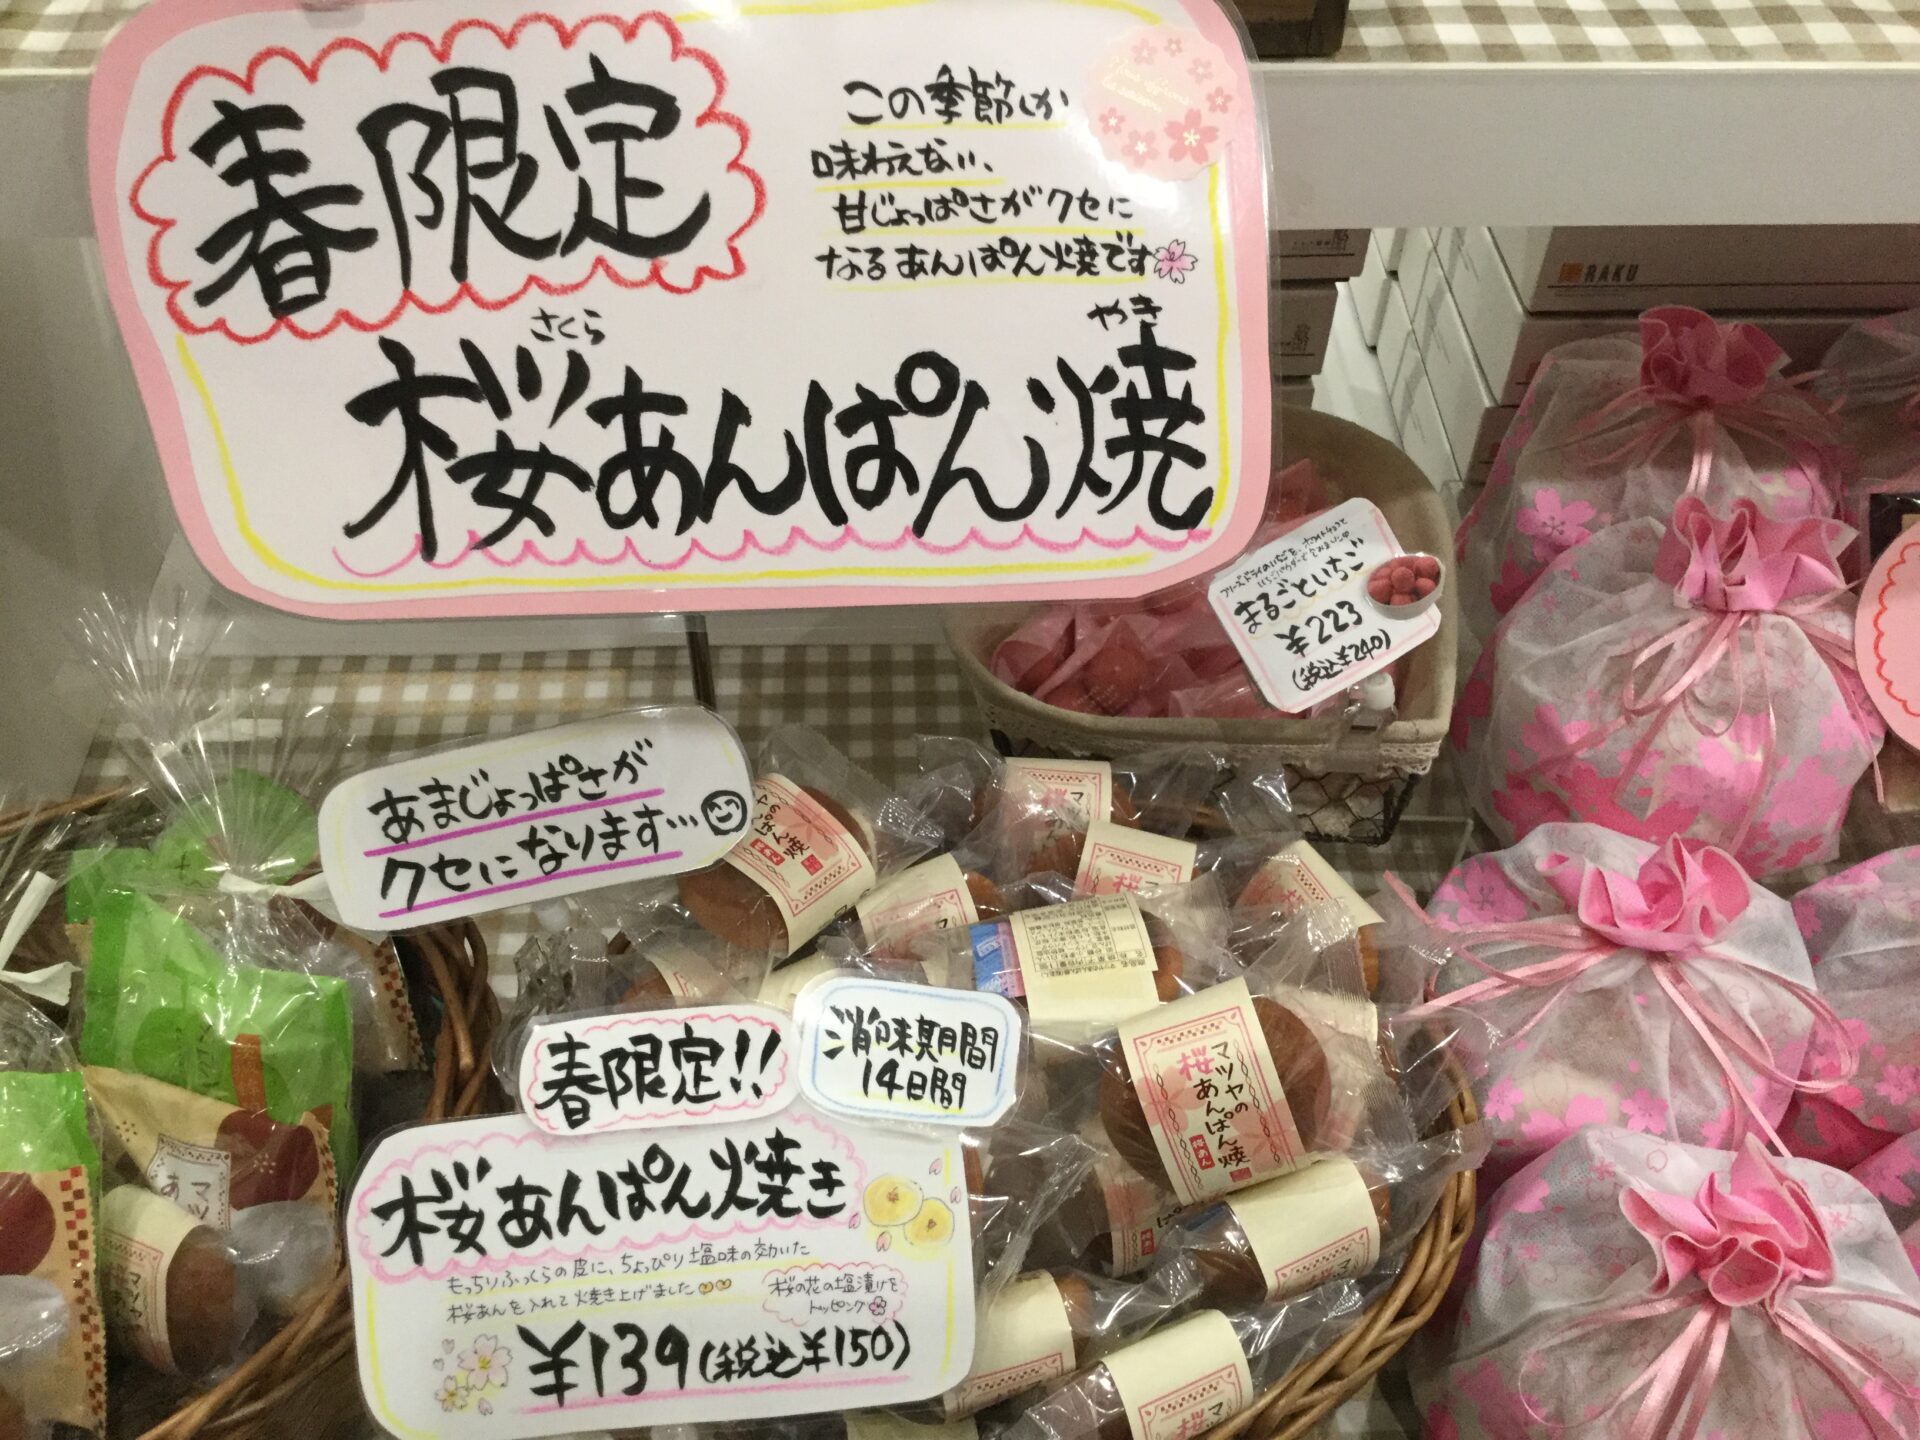 春限定
この季節しか
味わえない、
甘じょっぱさがクセに
なるあんぱん焼です
さくら
やき
桜あんぱん焼
RAKU
まるごといちご
¥223
(税込¥240)
あまじょっぱさが
クセになります…
春限定!!
消味期間
14日間
桜あんぱん焼き
もっちりふっくらの皮に、ちょっぴり塩味の効いた
桜あんを入れて焼き上げました
桜の花の塩漬けを
トッピング
¥139(税込¥150)
マツヤの
桜あんぱん焼
桜あん